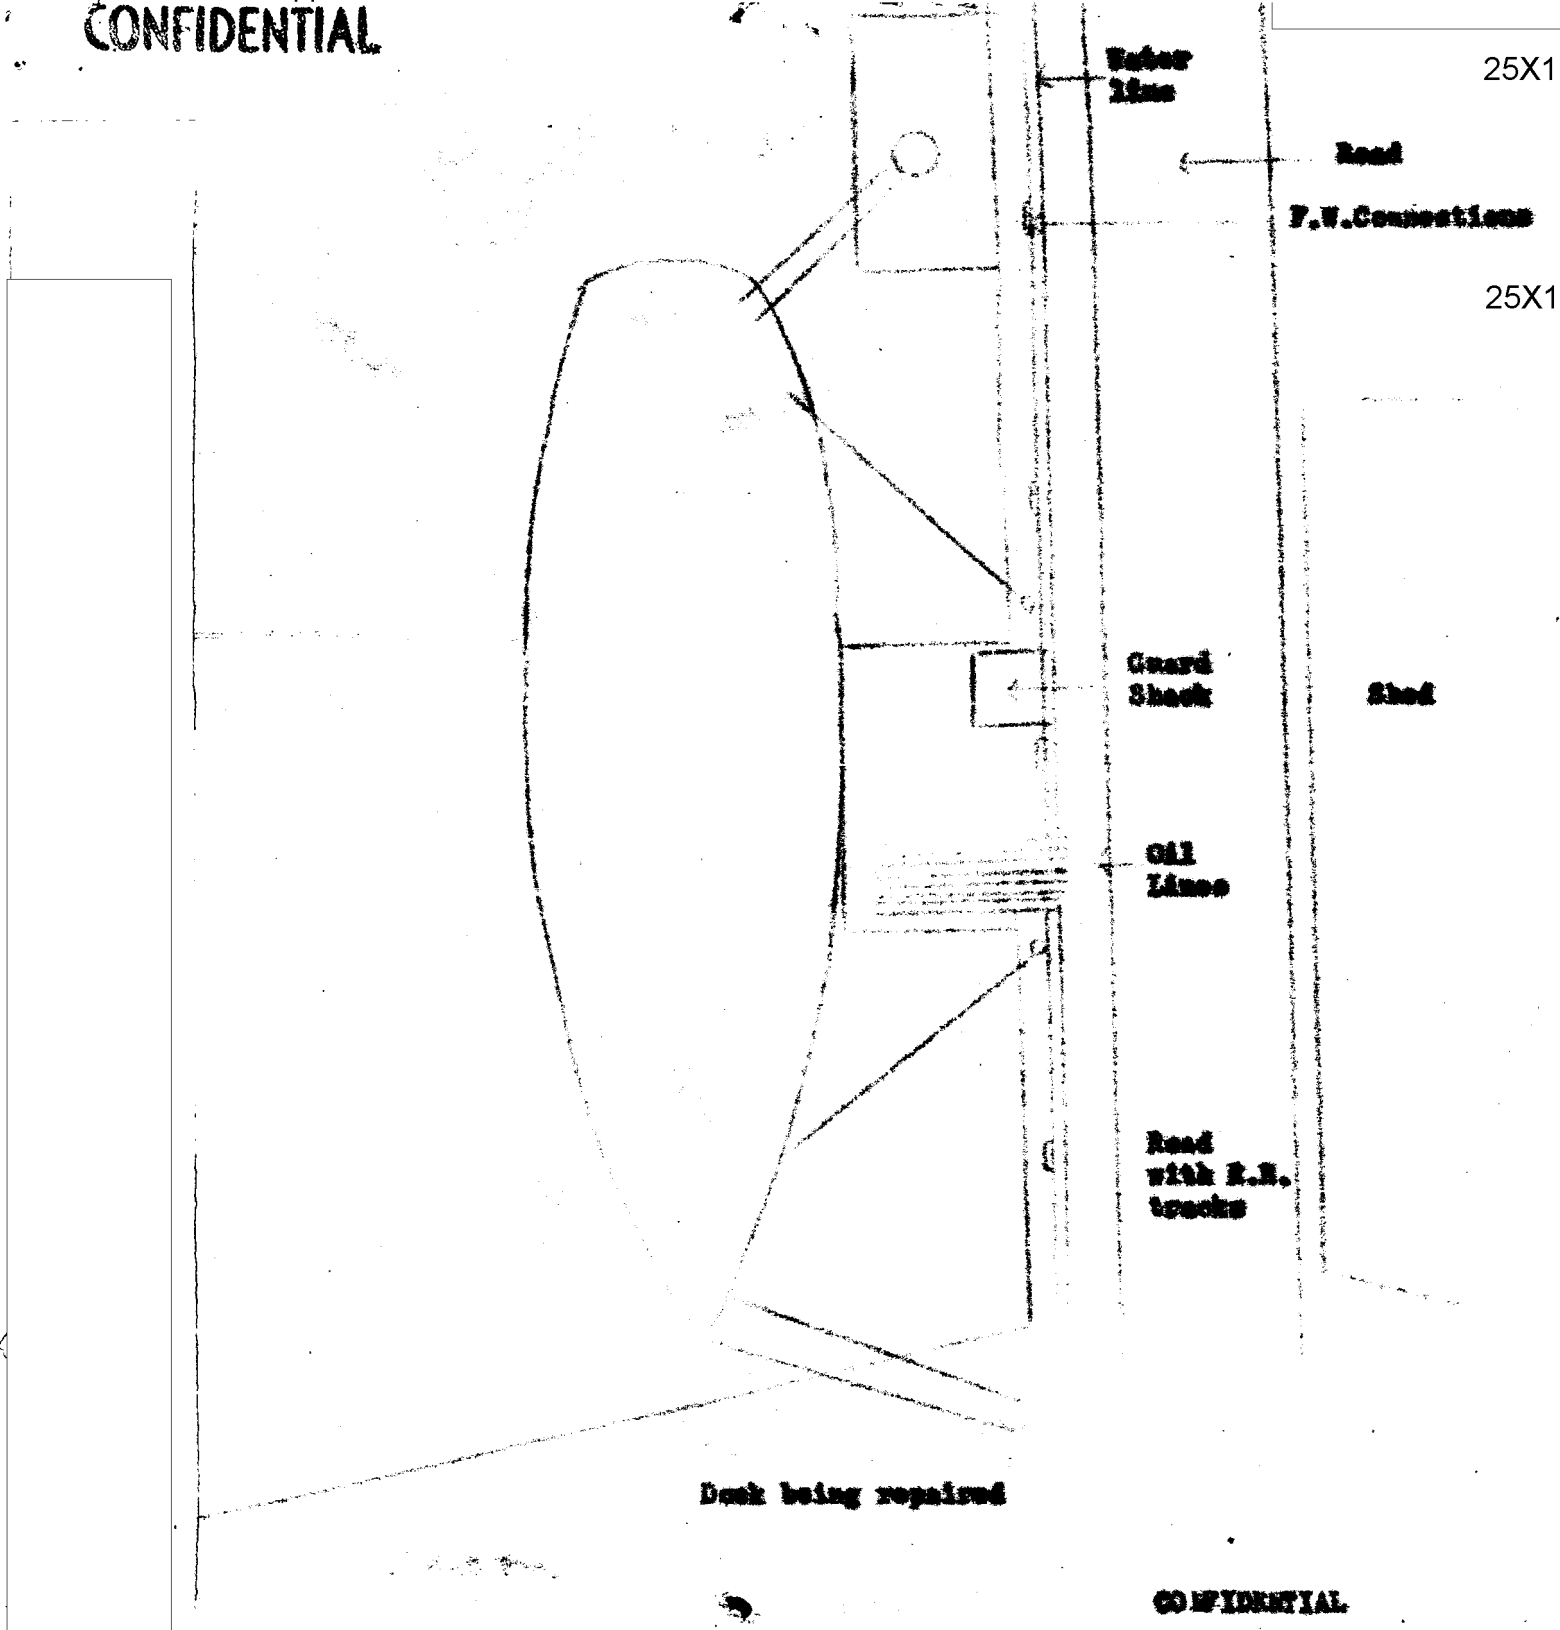 CONFIDENTIAL
Water
line
25X1
Road
F.W.Connections
25X1
Guard
Shack
Shed
Oil
Lines
Road
with R.R.
tracks
Dock being repaired
CONFIDENTIAL